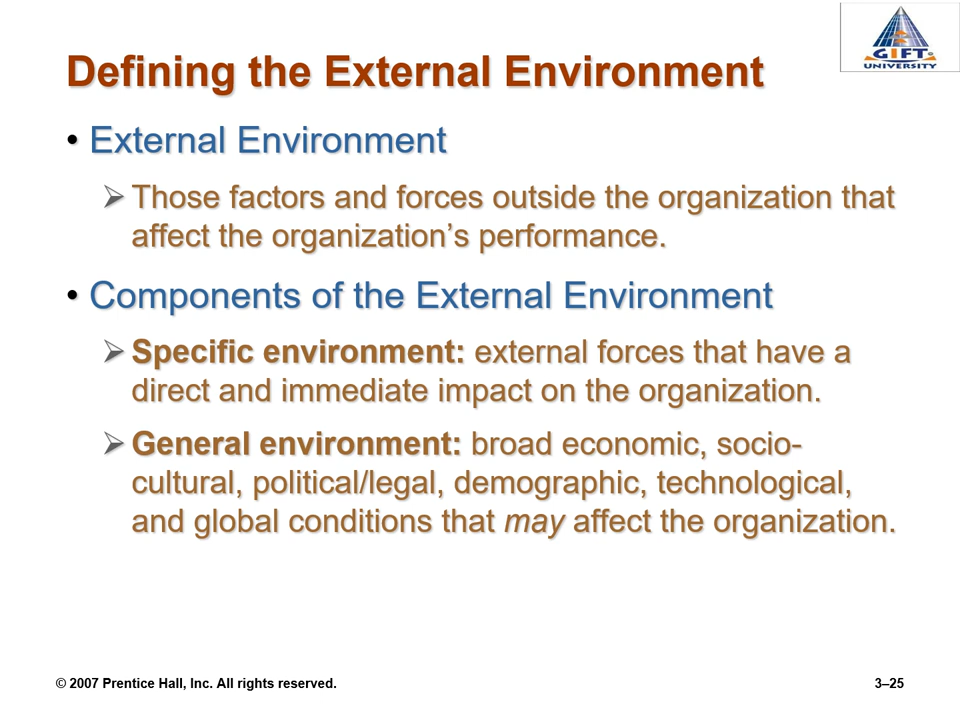 GIFT
UNIVERSITY
Defining the External Environment
• External Environment
➢ Those factors and forces outside the organization that
affect the organization’s performance.
• Components of the External Environment
➢ Specific environment: external forces that have a
direct and immediate impact on the organization.
➢ General environment: broad economic, socio-
cultural, political/legal, demographic, technological,
and global conditions that may affect the organization.
© 2007 Prentice Hall, Inc. All rights reserved.
3–25